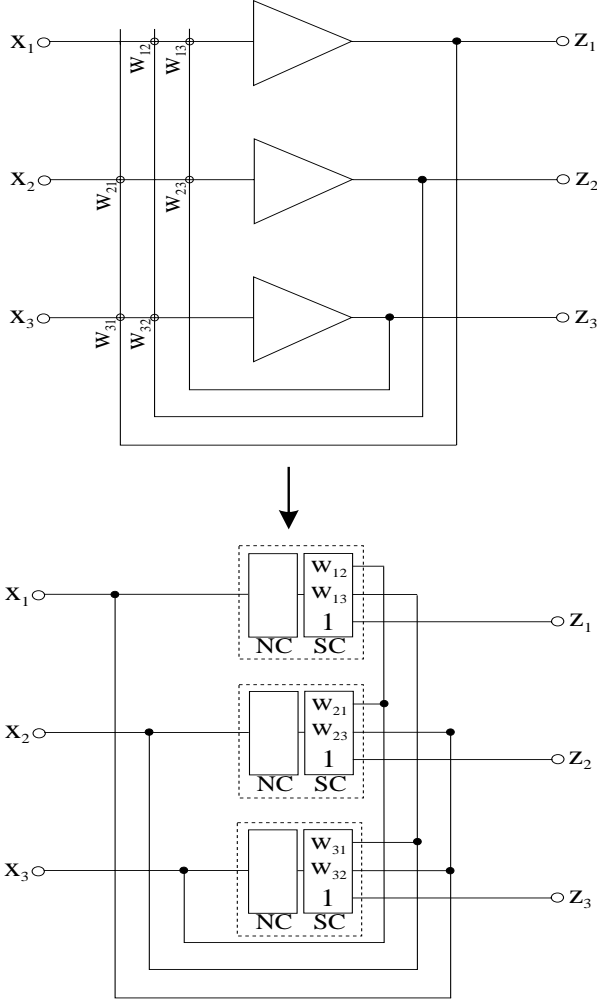 x₁ w₁₂ w₁₃ z₁
x₂ w₂₁ w₂₃ z₂
x₃ w₃₁ w₃₂ z₃
w₁₂
x₁ w₁₃
1 z₁
NC SC
w₂₁
x₂ w₂₃
1 z₂
NC SC
w₃₁
x₃ w₃₂
1 z₃
NC SC